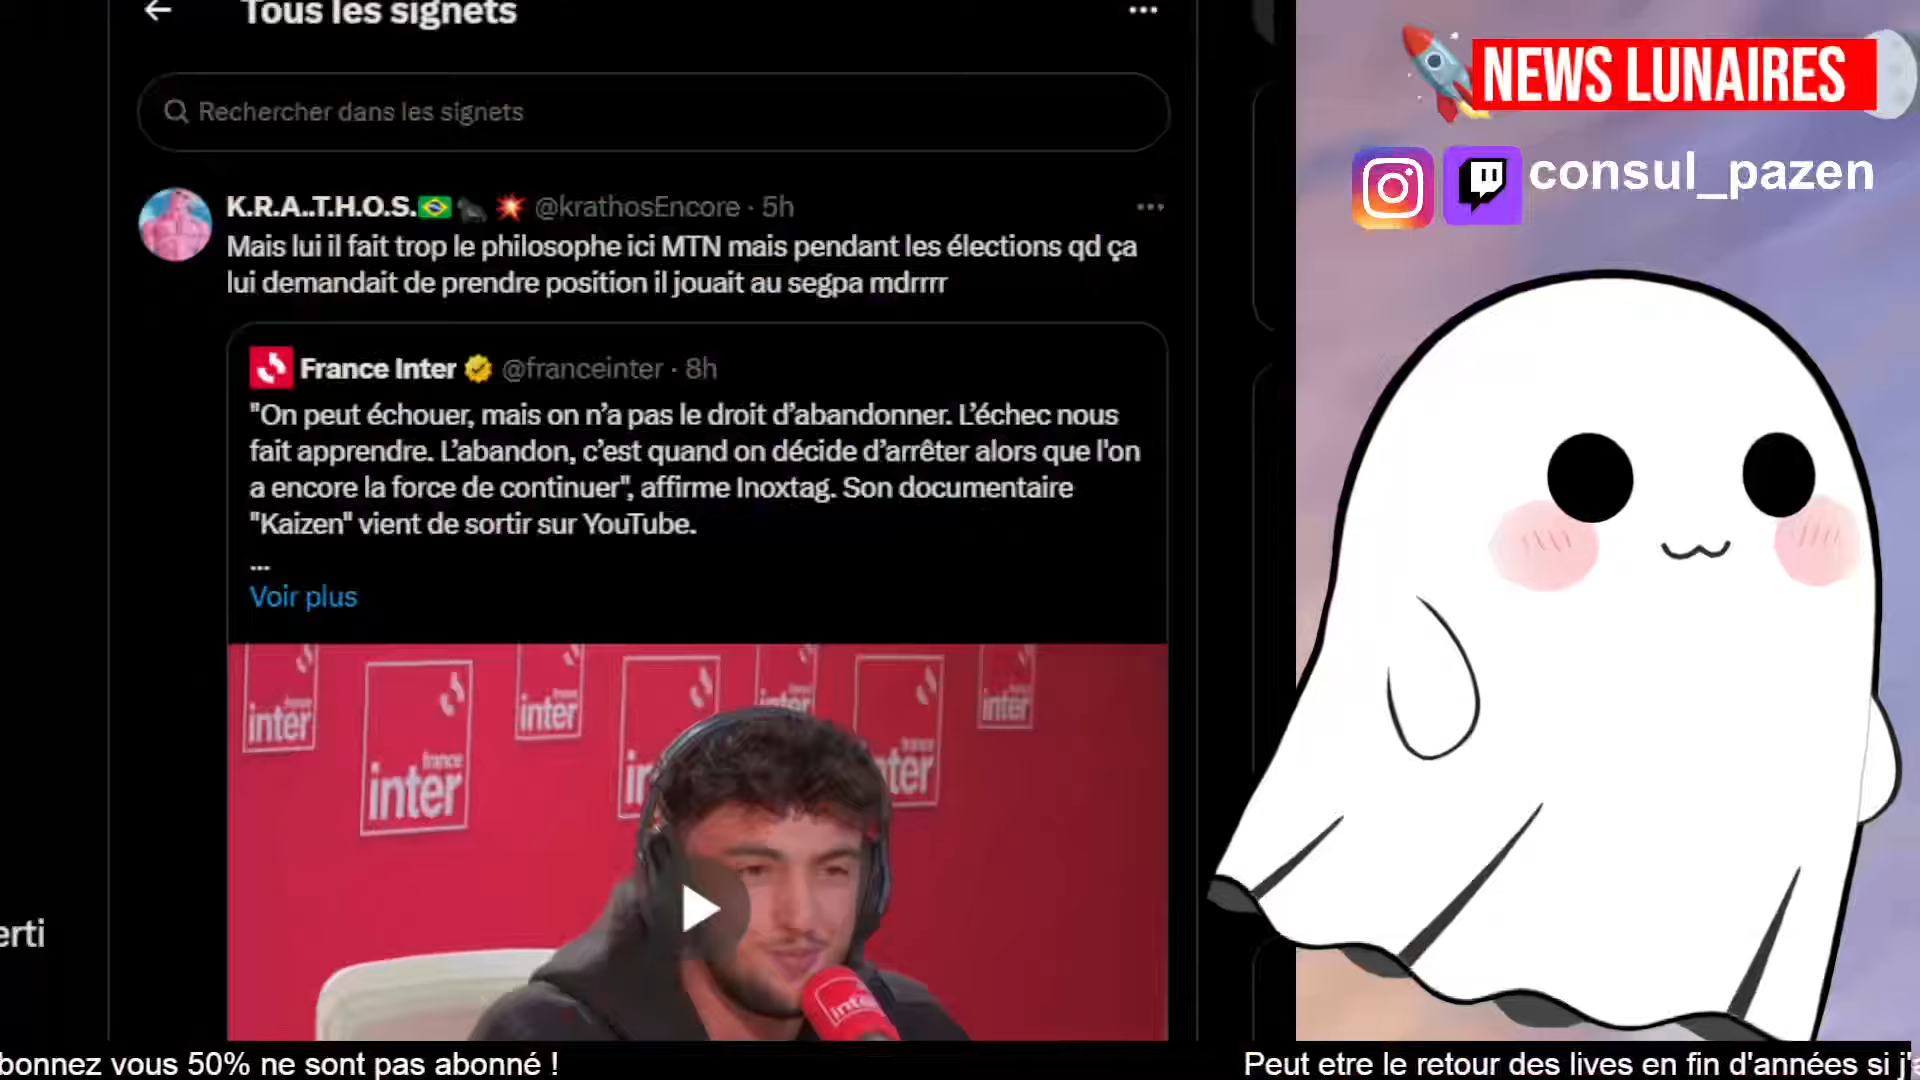 Tous les signets
Rechercher dans les signets
NEWS LUNAIRES
consul_pazen
K.R.A..T.H.O.S.🇧🇷🐈‍⬛💥 @krathosEncore · 5h
Mais lui il fait trop le philosophe ici MTN mais pendant les élections qd ça
lui demandait de prendre position il jouait au segpa mdrrrr
France Inter @franceinter · 8h
"On peut échouer, mais on n’a pas le droit d’abandonner. L’échec nous
fait apprendre. L’abandon, c’est quand on décide d’arrêter alors que l'on
a encore la force de continuer", affirme Inoxtag. Son documentaire
"Kaizen" vient de sortir sur YouTube.
...
Voir plus
inter
france
inter
inter
inter
inter
france
inter
erti
bonnez vous 50% ne sont pas abonné !
Peut etre le retour des lives en fin d'années si j'a